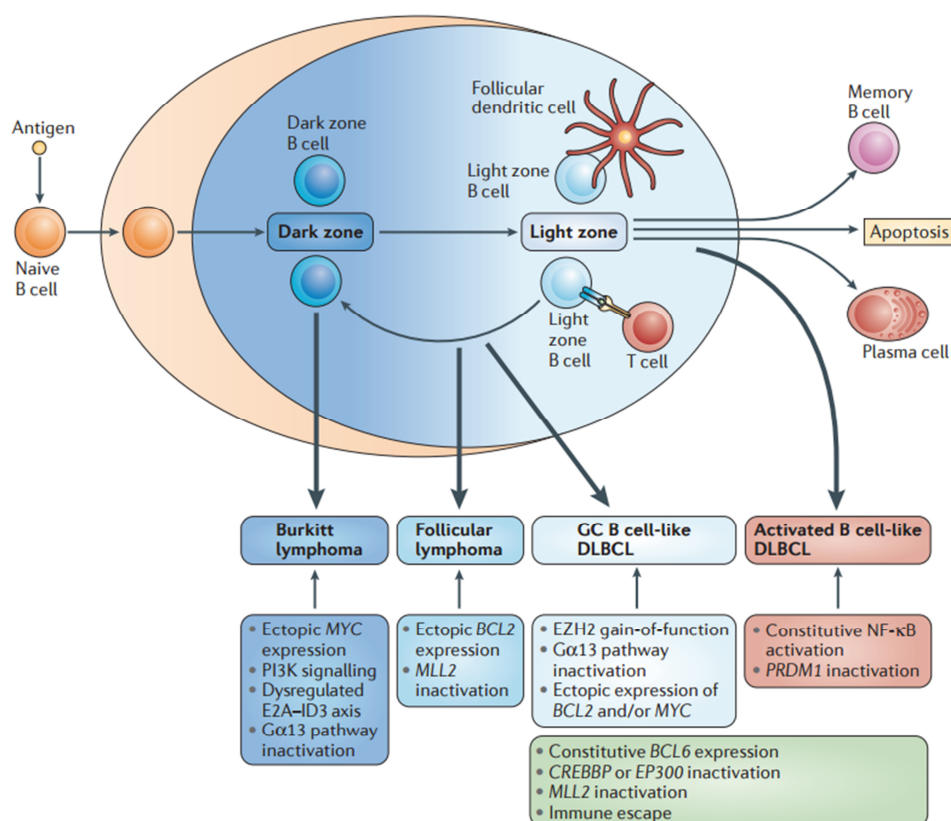 Antigen
Naive
B cell
Dark zone
B cell
Dark zone
Follicular
dendritic cell
Light zone
B cell
Light zone
Light
zone
B cell
T cell
Memory
B cell
Apoptosis
Plasma cell
Burkitt
lymphoma
• Ectopic MYC
expression
• PI3K signalling
• Dysregulated
E2A–ID3 axis
• Gα13 pathway
inactivation
Follicular
lymphoma
• Ectopic BCL2
expression
• MLL2
inactivation
GC B cell-like
DLBCL
• EZH2 gain-of-function
• Gα13 pathway
inactivation
• Ectopic expression of
BCL2 and/or MYC
Activated B cell-like
DLBCL
• Constitutive NF-κB
activation
• PRDM1 inactivation
• Constitutive BCL6 expression
• CREBBP or EP300 inactivation
• MLL2 inactivation
• Immune escape